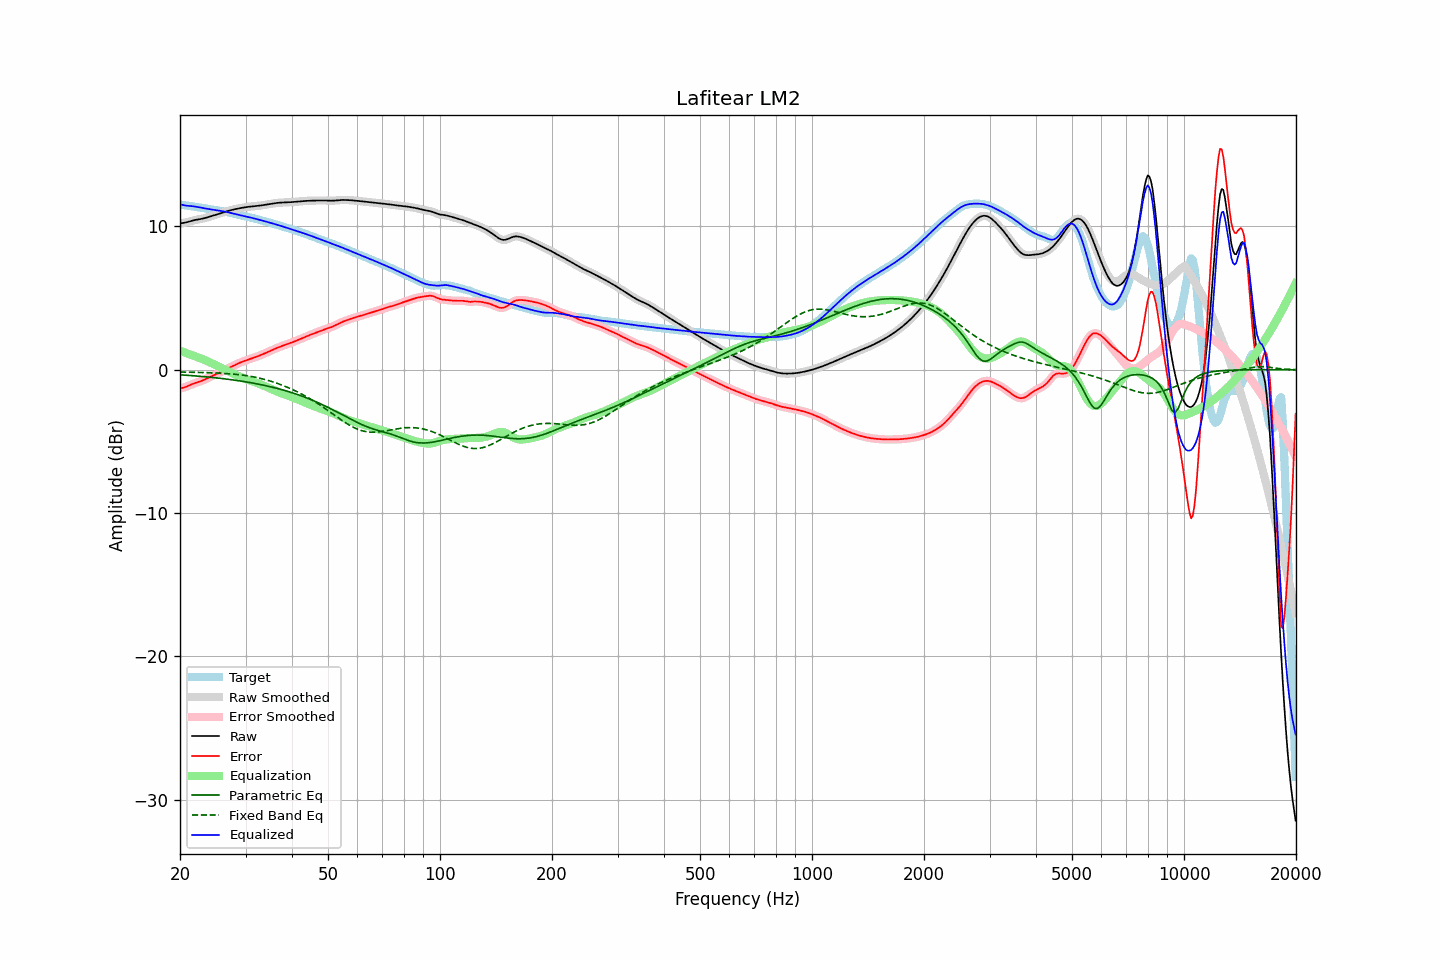 Lafitear LM2
Amplitude (dBr)
10
0
−10
−20
−30
Target
Raw Smoothed
Error Smoothed
Raw
Error
Equalization
Parametric Eq
Fixed Band Eq
Equalized
20 50 100 200 500 1000 2000 5000 10000 20000
Frequency (Hz)